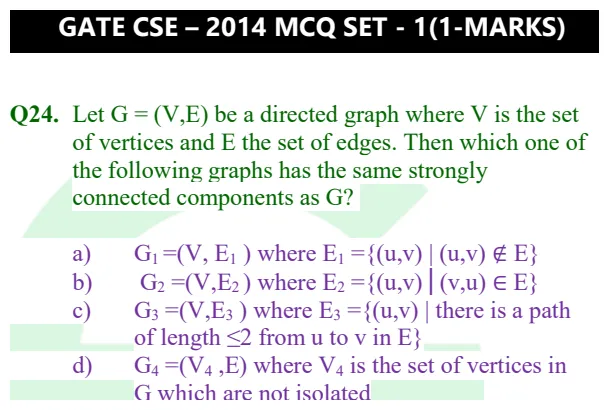 GATE CSE – 2014 MCQ SET - 1(1-MARKS)
Q24. Let G = (V,E) be a directed graph where V is the set
of vertices and E the set of edges. Then which one of
the following graphs has the same strongly
connected components as G?
a) G₁ =(V, E₁ ) where E₁ ={(u,v) | (u,v) ∉ E}
b) G₂ =(V,E₂ ) where E₂ ={(u,v)│(v,u) ∈ E}
c) G₃ =(V,E₃ ) where E₃ ={(u,v) | there is a path
of length ≤2 from u to v in E}
d) G₄ =(V₄ ,E) where V₄ is the set of vertices in
G which are not isolated